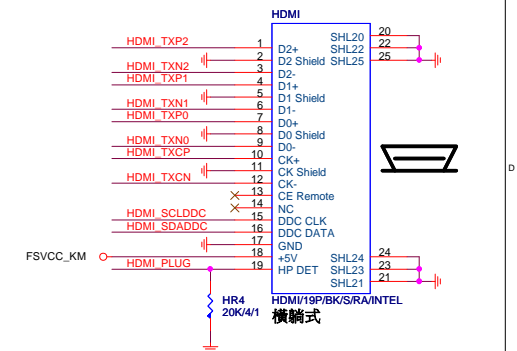 HDMI
HDMI_TXP2 1 D2+ SHL20 20
2 D2 Shield SHL22 22
HDMI_TXN2 3 D2- SHL25 25
HDMI_TXP1 4 D1+
5 D1 Shield
HDMI_TXN1 6 D1-
HDMI_TXP0 7 D0+
8 D0 Shield
HDMI_TXN0 9 D0-
HDMI_TXCP 10 CK+
11 CK Shield
HDMI_TXCN 12 CK-
13 CE Remote
14 NC
HDMI_SCLDDC 15 DDC CLK
HDMI_SDADDC 16 DDC DATA
17 GND
FSVCC_KM 18 +5V SHL24 24
HDMI_PLUG 19 HP DET SHL23 23
SHL21 21
HR4
20K/4/1
HDMI/19P/BK/S/RA/INTEL
橫躺式
D